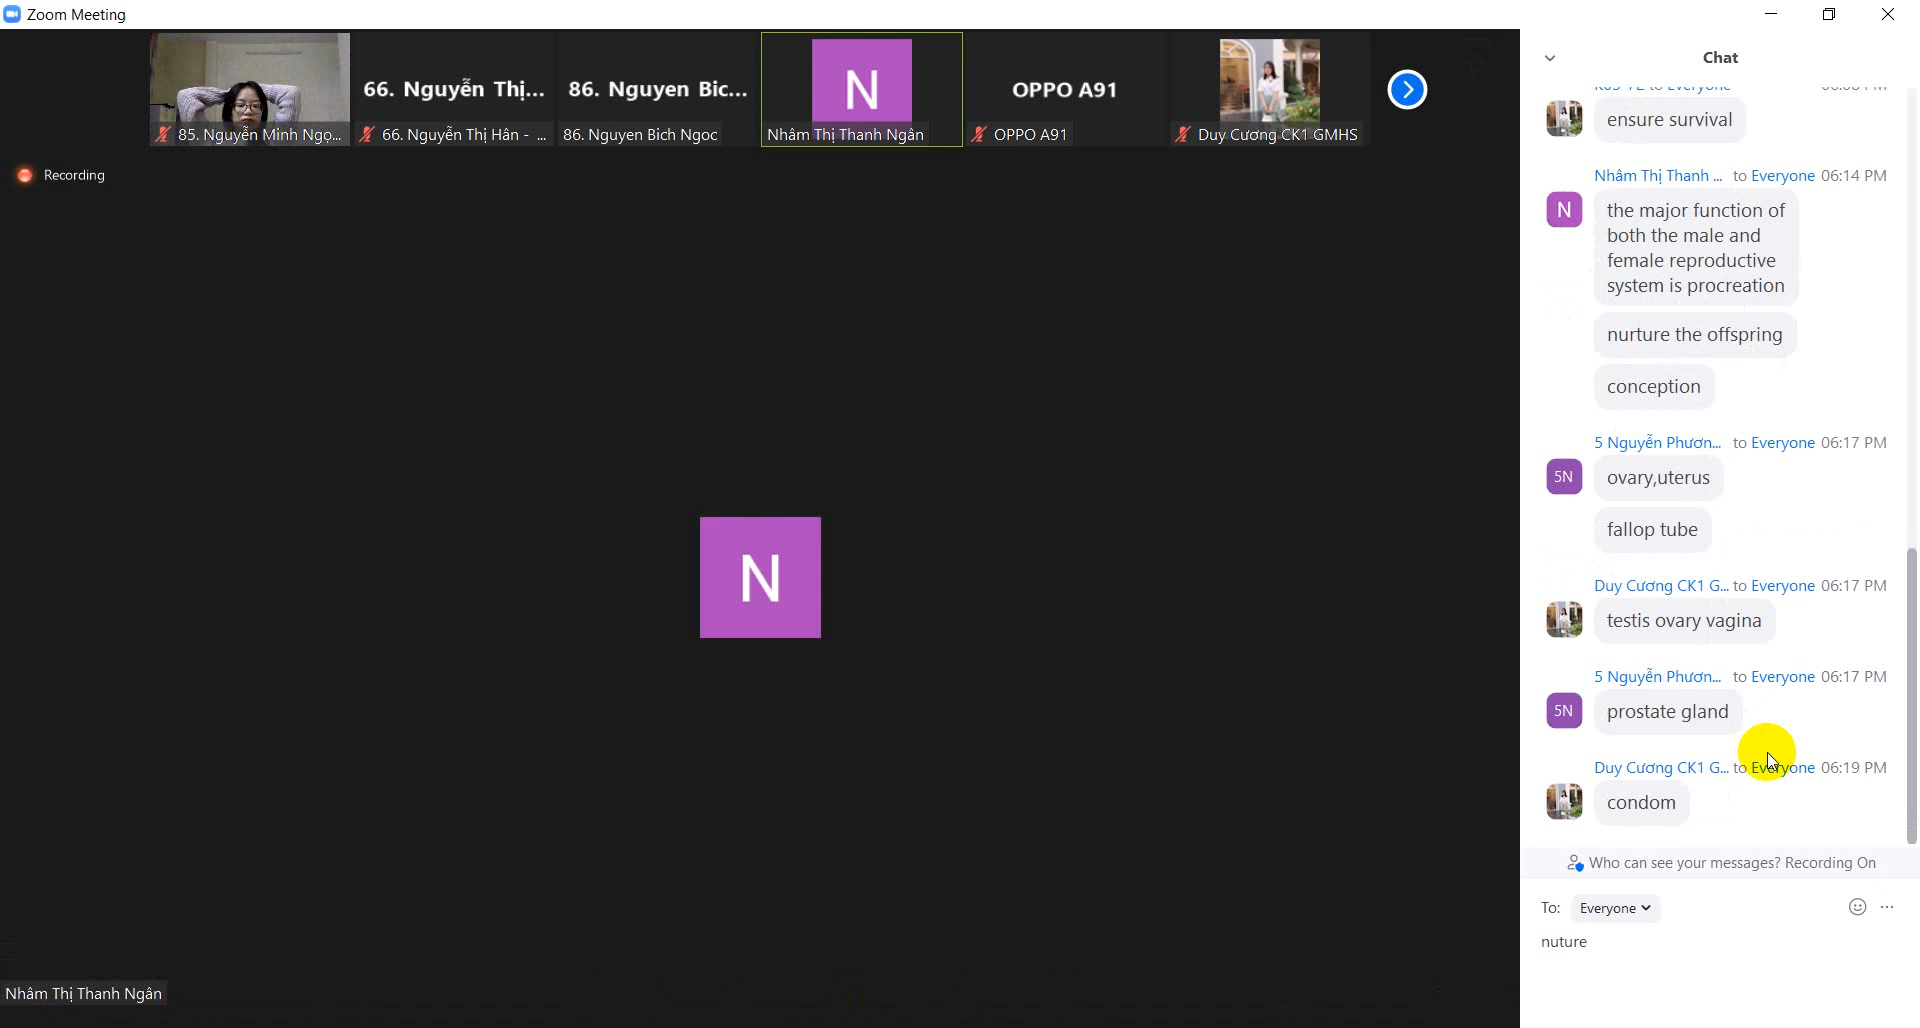 Zoom Meeting
66. Nguyễn Thị...
86. Nguyen Bic...
N
OPPO A91
85. Nguyễn Minh Ngọ...
66. Nguyễn Thị Hân - ...
86. Nguyen Bich Ngoc
Nhâm Thị Thanh Ngân
OPPO A91
Duy Cương CK1 GMHS
Recording
N
Nhâm Thị Thanh Ngân
Chat
ensure survival
Nhâm Thị Thanh ... to Everyone 06:14 PM
N
the major function of
both the male and
female reproductive
system is procreation
nurture the offspring
conception
5 Nguyễn Phươn... to Everyone 06:17 PM
5N
ovary,uterus
fallop tube
Duy Cương CK1 G... to Everyone 06:17 PM
testis ovary vagina
5 Nguyễn Phươn... to Everyone 06:17 PM
5N
prostate gland
Duy Cương CK1 G... to Everyone 06:19 PM
condom
Who can see your messages? Recording On
To: Everyone
nuture